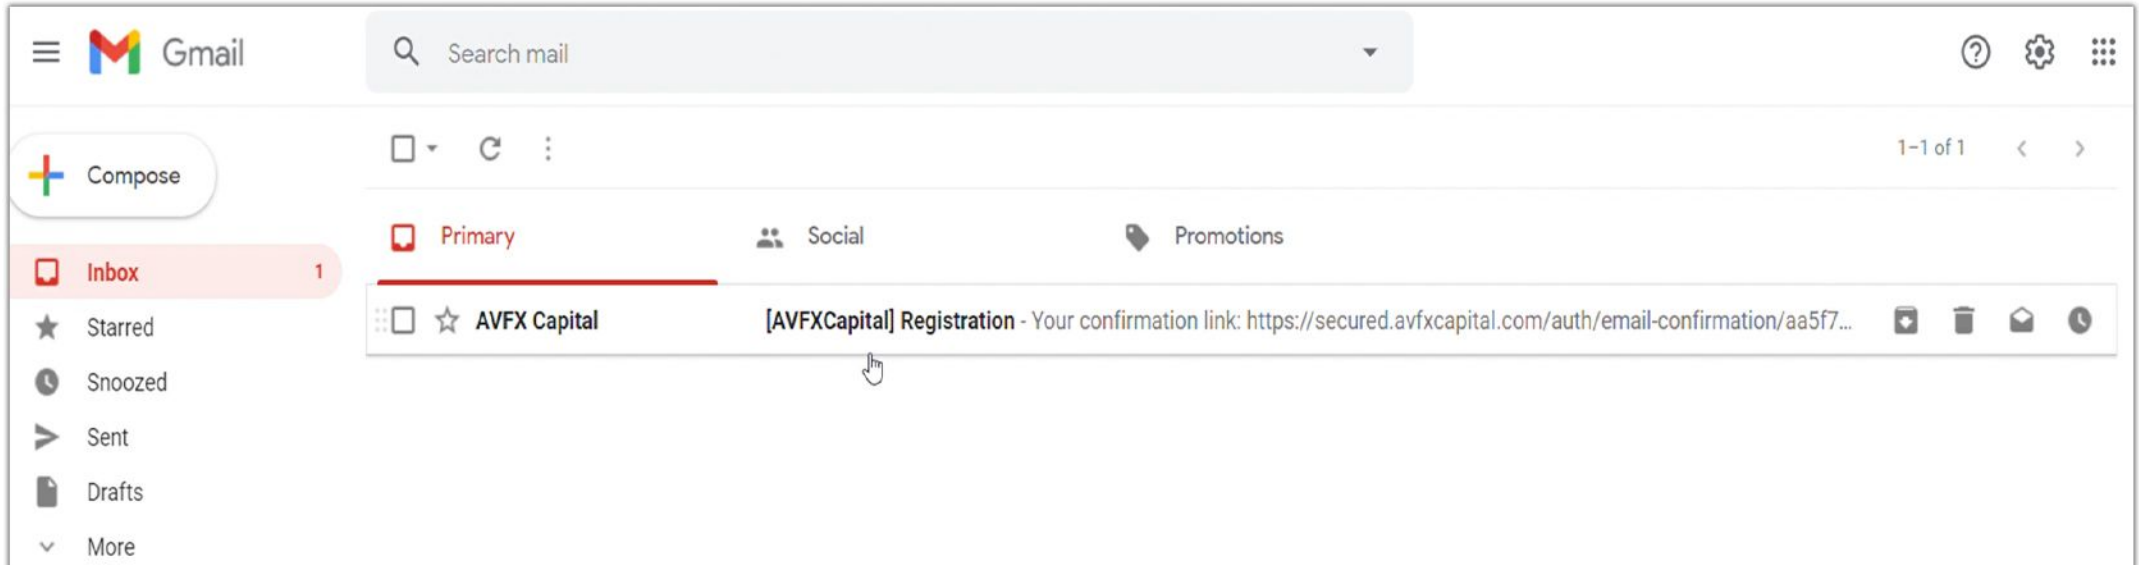 Gmail
Search mail
Compose
1–1 of 1
Primary
Social
Promotions
Inbox 1
AVFX Capital [AVFXCapital] Registration - Your confirmation link: https://secured.avfxcapital.com/auth/email-confirmation/aa5f7...
Starred
Snoozed
Sent
Drafts
More